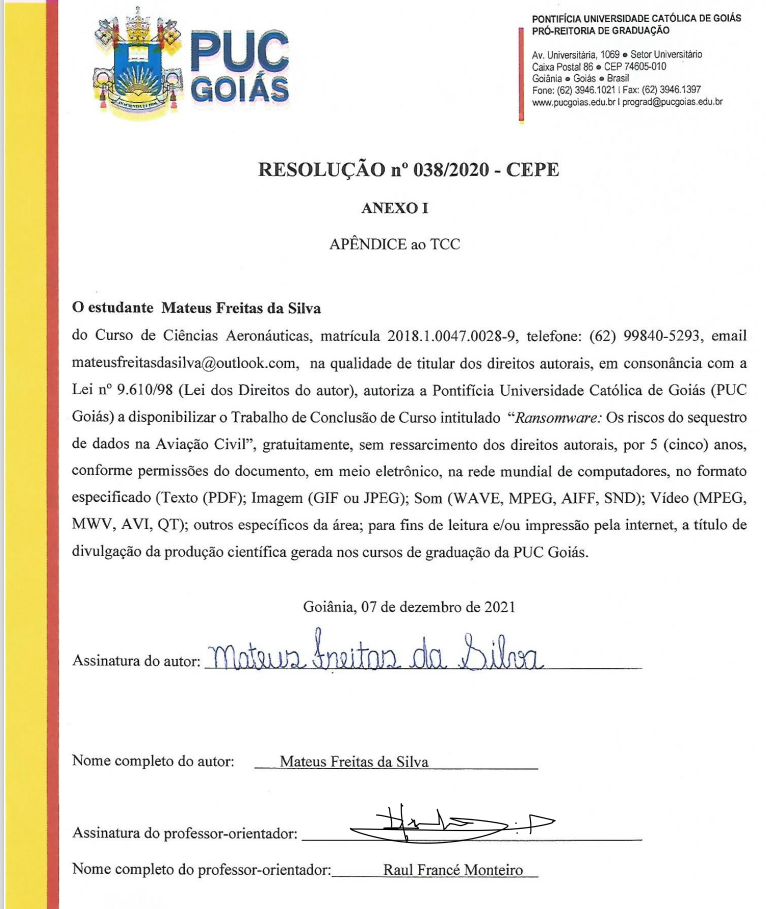 PUC
GOIÁS
PONTIFÍCIA UNIVERSIDADE CATÓLICA DE GOIÁS
PRÓ-REITORIA DE GRADUAÇÃO
Av. Universitária, 1069 ● Setor Universitário
Caixa Postal 86 ● CEP 74605-010
Goiânia ● Goiás ● Brasil
Fone: (62) 3946.1021 I Fax: (62) 3946.1397
www.pucgoias.edu.br I prograd@pucgoias.edu.br
RESOLUÇÃO nº 038/2020 - CEPE
ANEXO I
APÊNDICE ao TCC
O estudante Mateus Freitas da Silva
do Curso de Ciências Aeronáuticas, matrícula 2018.1.0047.0028-9, telefone: (62) 99840-5293, email
mateusfreitasdasilva@outlook.com, na qualidade de titular dos direitos autorais, em consonância com a
Lei nº 9.610/98 (Lei dos Direitos do autor), autoriza a Pontifícia Universidade Católica de Goiás (PUC
Goiás) a disponibilizar o Trabalho de Conclusão de Curso intitulado “Ransomware: Os riscos do sequestro
de dados na Aviação Civil”, gratuitamente, sem ressarcimento dos direitos autorais, por 5 (cinco) anos,
conforme permissões do documento, em meio eletrônico, na rede mundial de computadores, no formato
especificado (Texto (PDF); Imagem (GIF ou JPEG); Som (WAVE, MPEG, AIFF, SND); Vídeo (MPEG,
MWV, AVI, QT); outros específicos da área; para fins de leitura e/ou impressão pela internet, a título de
divulgação da produção científica gerada nos cursos de graduação da PUC Goiás.
Goiânia, 07 de dezembro de 2021
Assinatura do autor: Mateus Freitas da Silva
Nome completo do autor: Mateus Freitas da Silva
Assinatura do professor-orientador:
Nome completo do professor-orientador: Raul Francé Monteiro